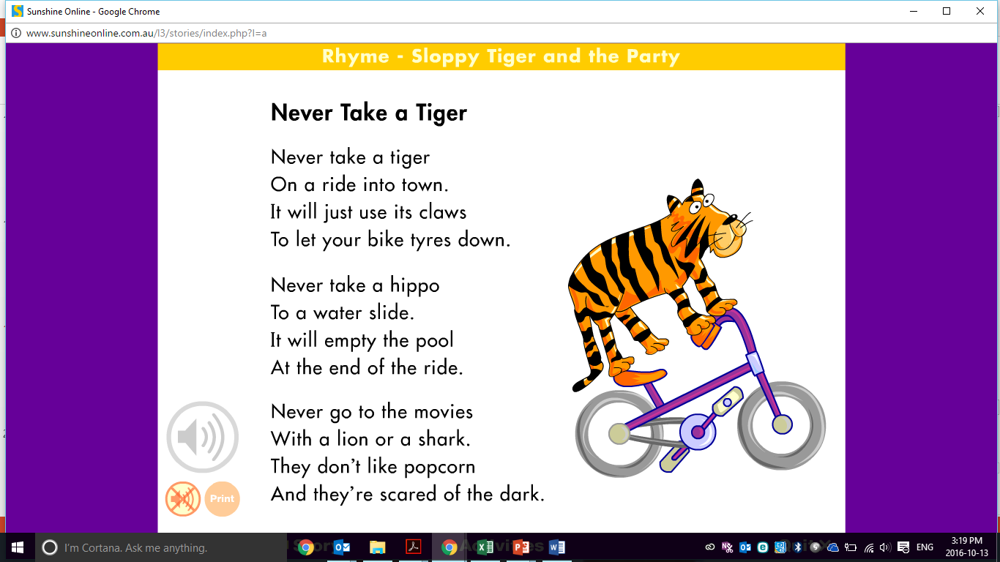 Sunshine Online - Google Chrome
www.sunshineonline.com.au/l3/stories/index.php?l=a
Rhyme - Sloppy Tiger and the Party
Never Take a Tiger
Never take a tiger
On a ride into town.
It will just use its claws
To let your bike tyres down.
Never take a hippo
To a water slide.
It will empty the pool
At the end of the ride.
Never go to the movies
With a lion or a shark.
They don't like popcorn
And they're scared of the dark.
Print
I'm Cortana. Ask me anything.
ENG
3:19 PM
2016-10-13